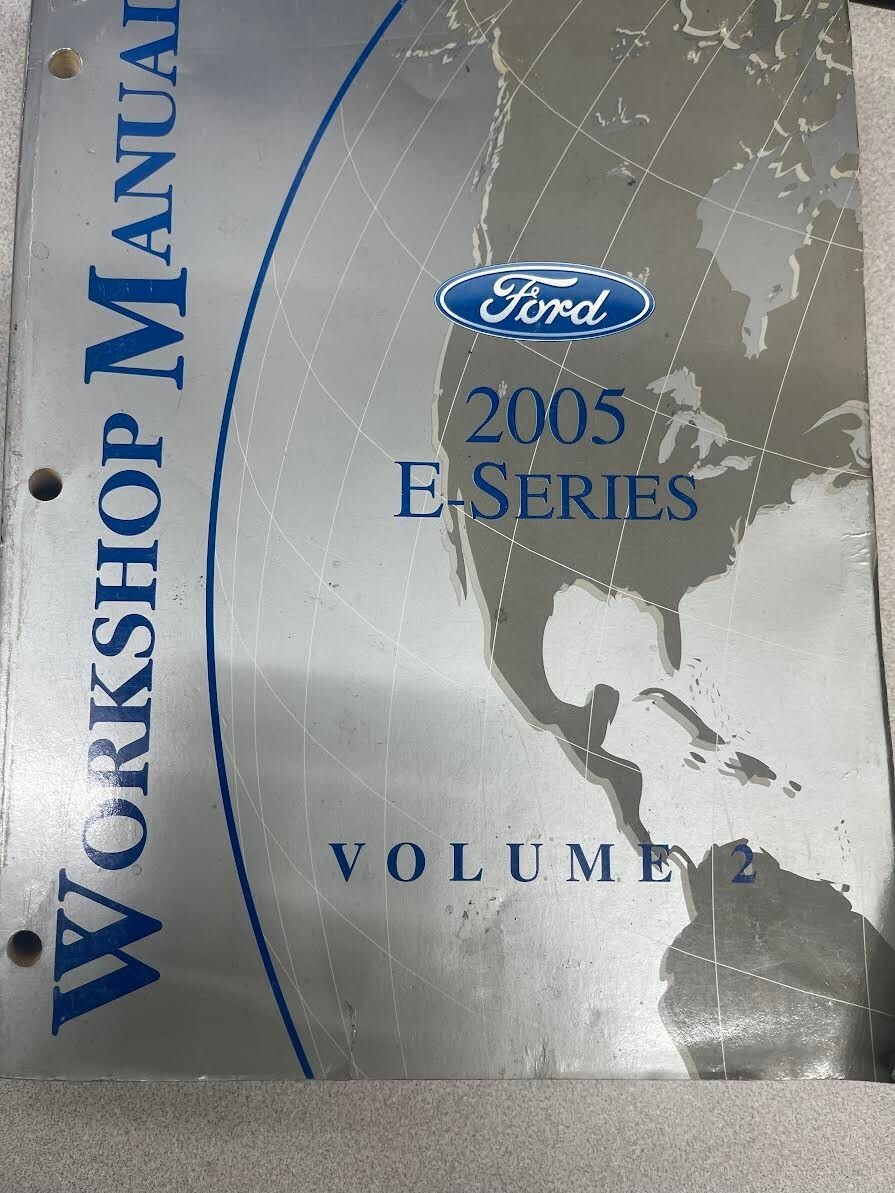 WORKSHOP MANUAL
Ford
2005
E-SERIES
VOLUME 2